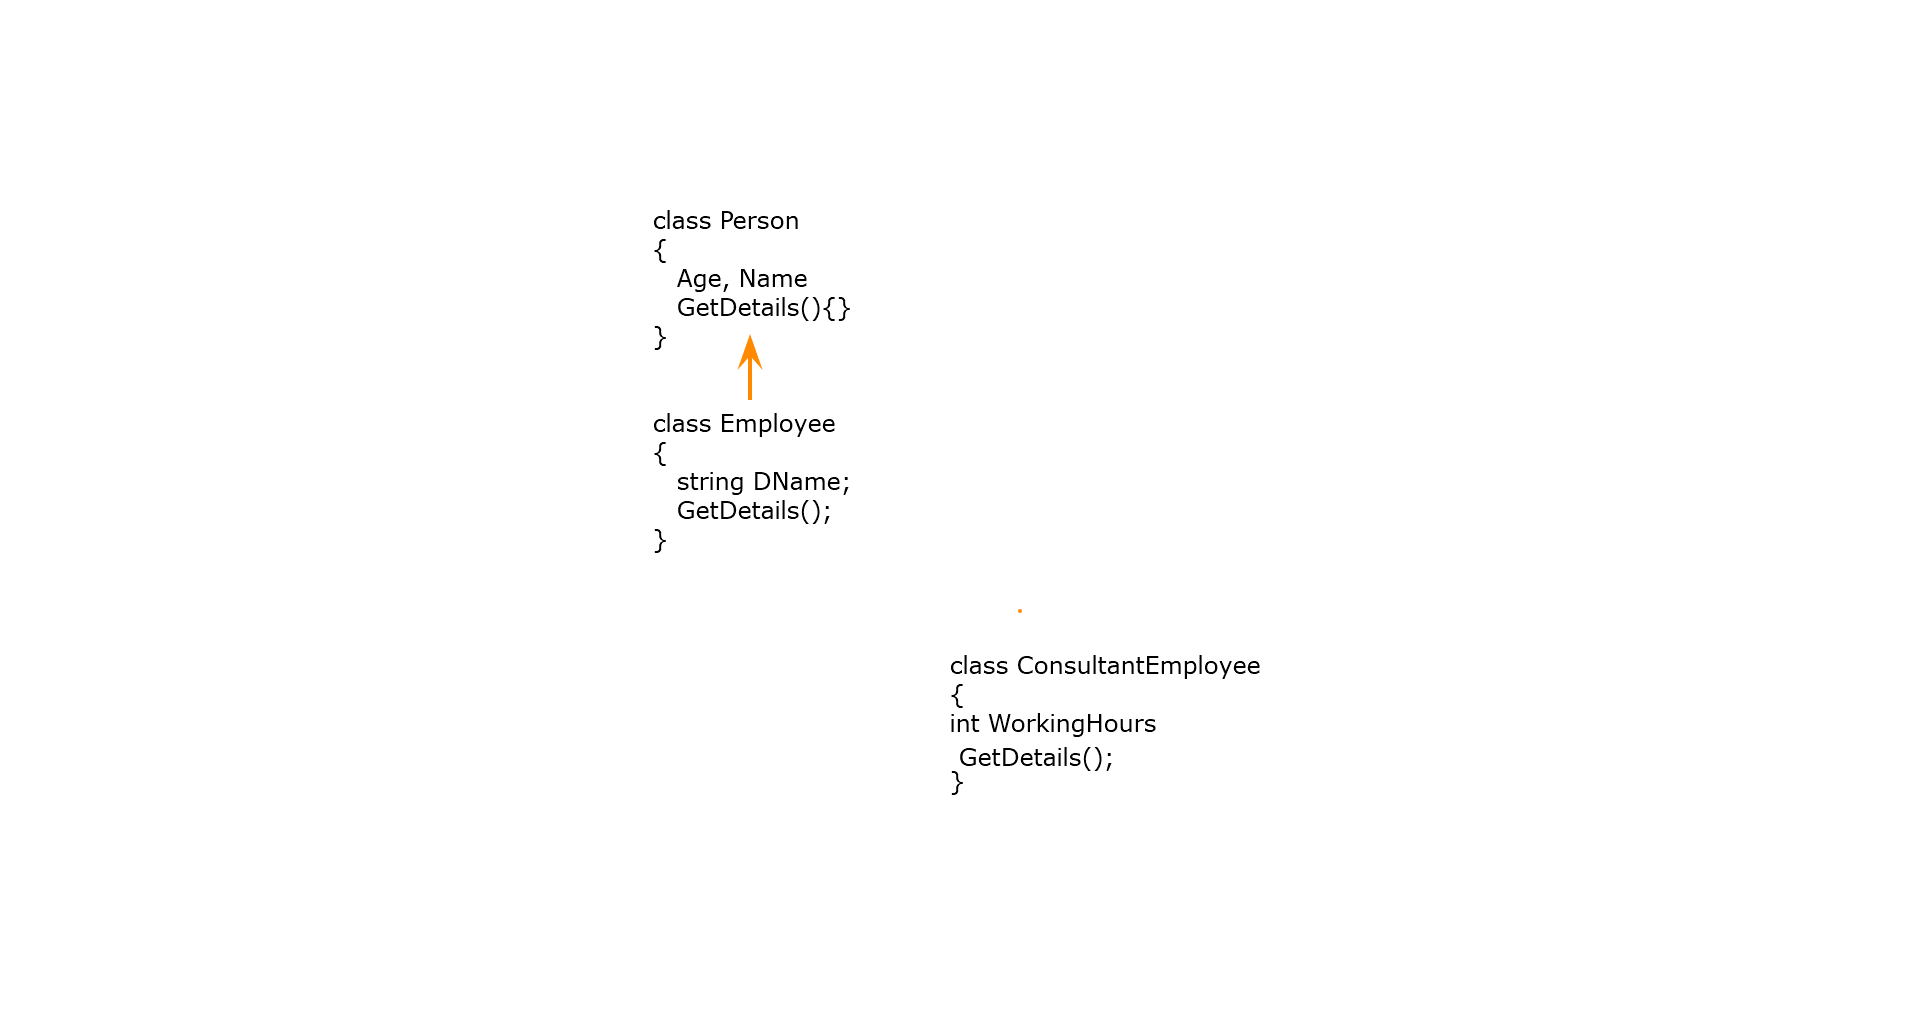 class Person
{
Age, Name
GetDetails(){}
}
class Employee
{
string DName;
GetDetails();
}
class ConsultantEmployee
{
int WorkingHours
GetDetails();
}